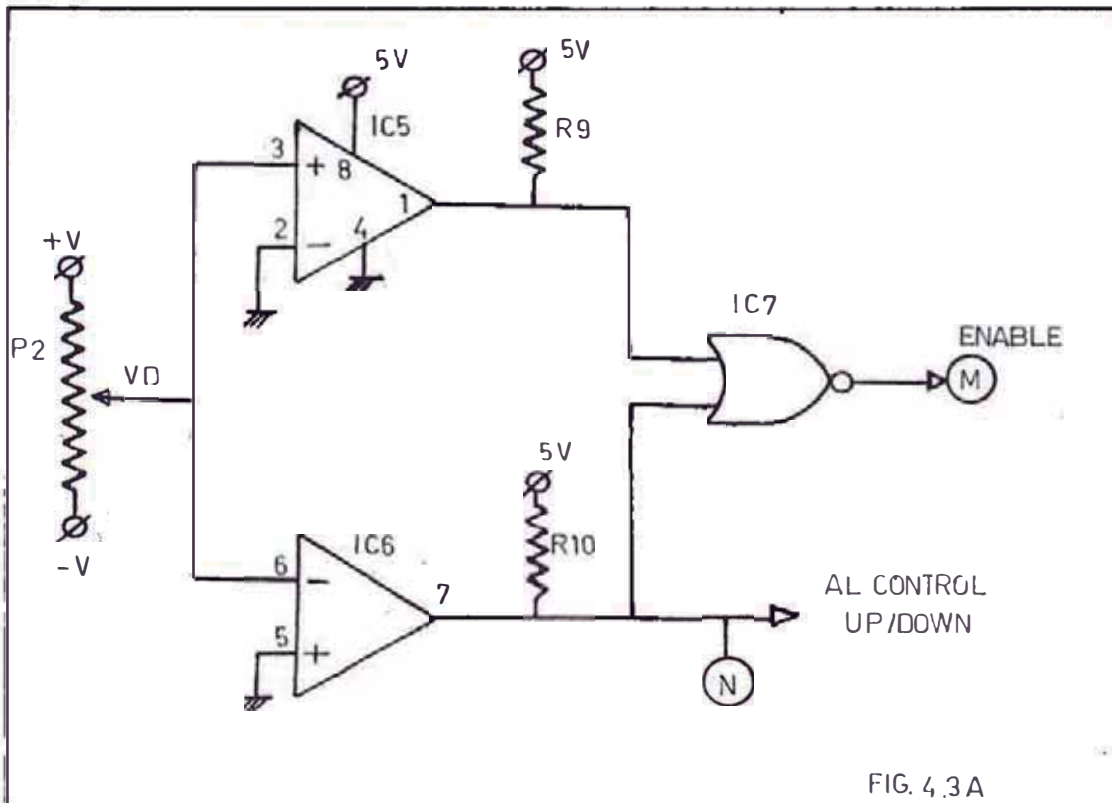 5V
5V
IC5
R9
3
+
8
1
2
−
4
+V
IC7
P2
ENABLE
VD
M
5V
-V
IC6
R10
6
−
7
AL CONTROL
UP/DOWN
5
+
N
FIG. 4.3A